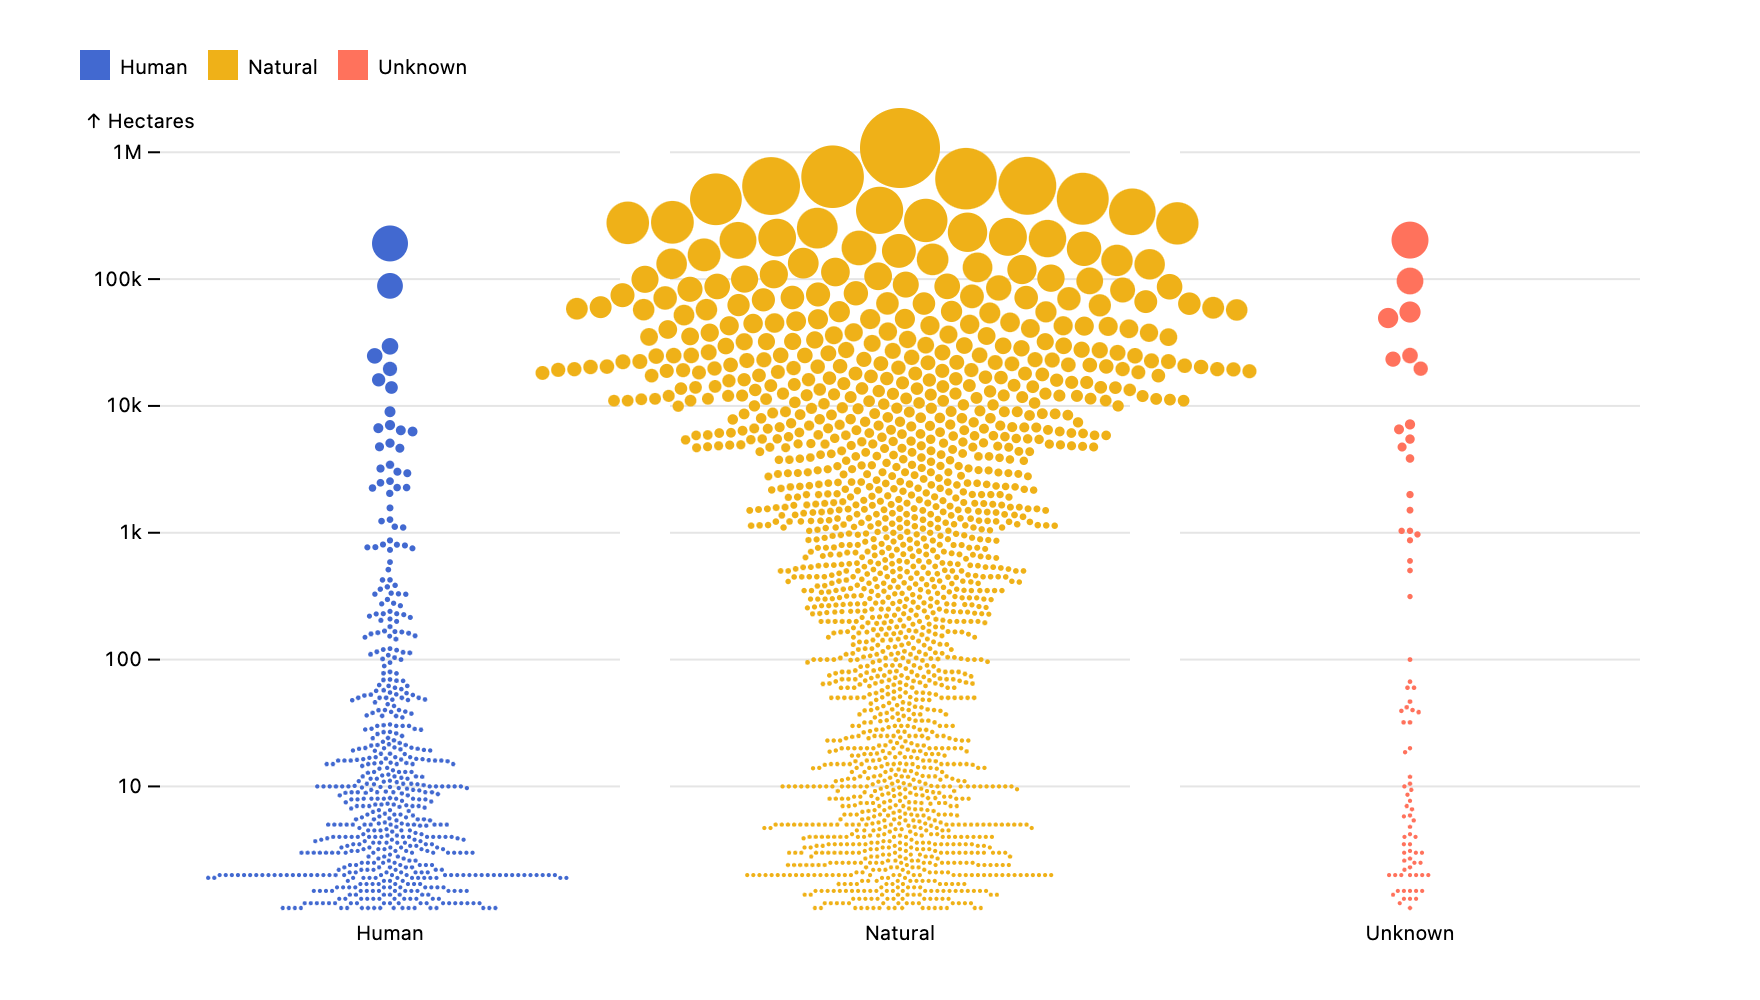 Human Natural Unknown
↑ Hectares
1M
100k
10k
1k
100
10
Human Natural Unknown